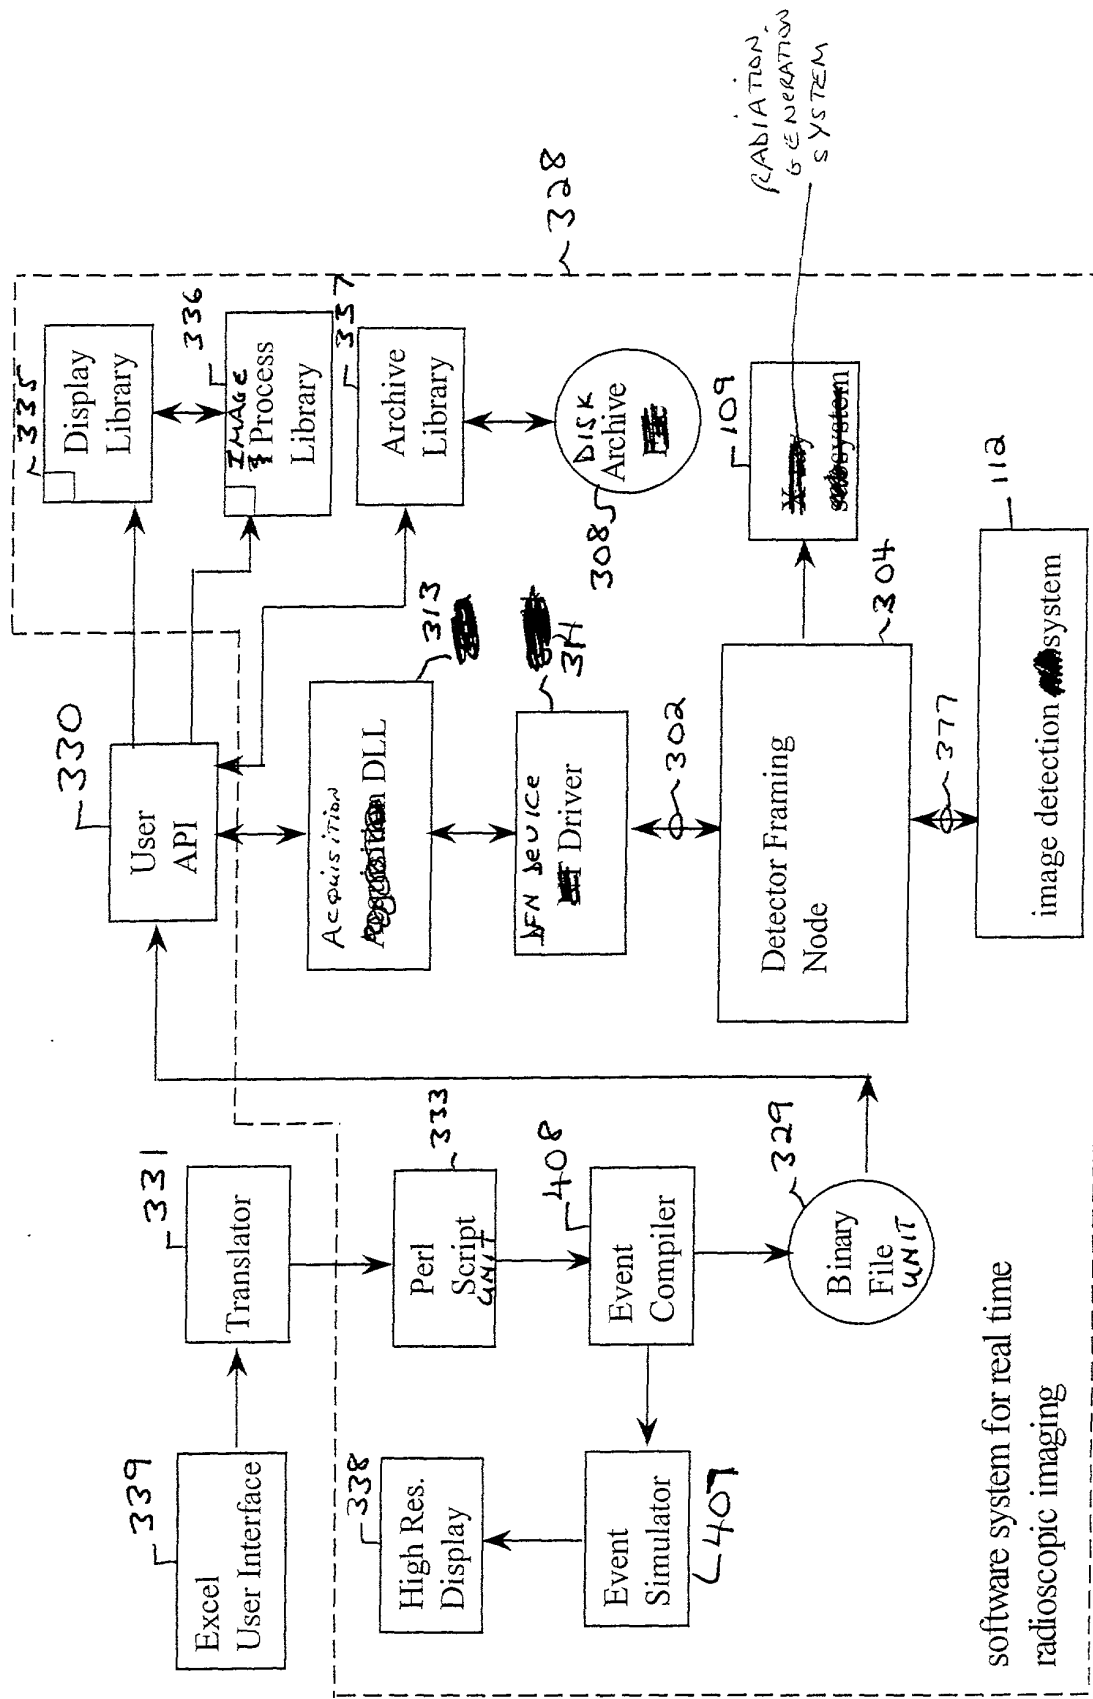 339
Excel
User Interface
331
Translator
330
User
API
335
Display
Library
336
IMAGE
Process
Library
337
Archive
Library
328
338
High Res.
Display
333
Perl
Script
UNIT
Acquisition
DLL
313
DFN DEVICE
Driver
314
DISK
Archive
308
Event
Simulator
407
408
Event
Compiler
329
Binary
File
UNIT
302
Detector Framing
Node
304
109
RADIATION
GENERATION
SYSTEM
377
image detection system
112
software system for real time
radioscopic imaging